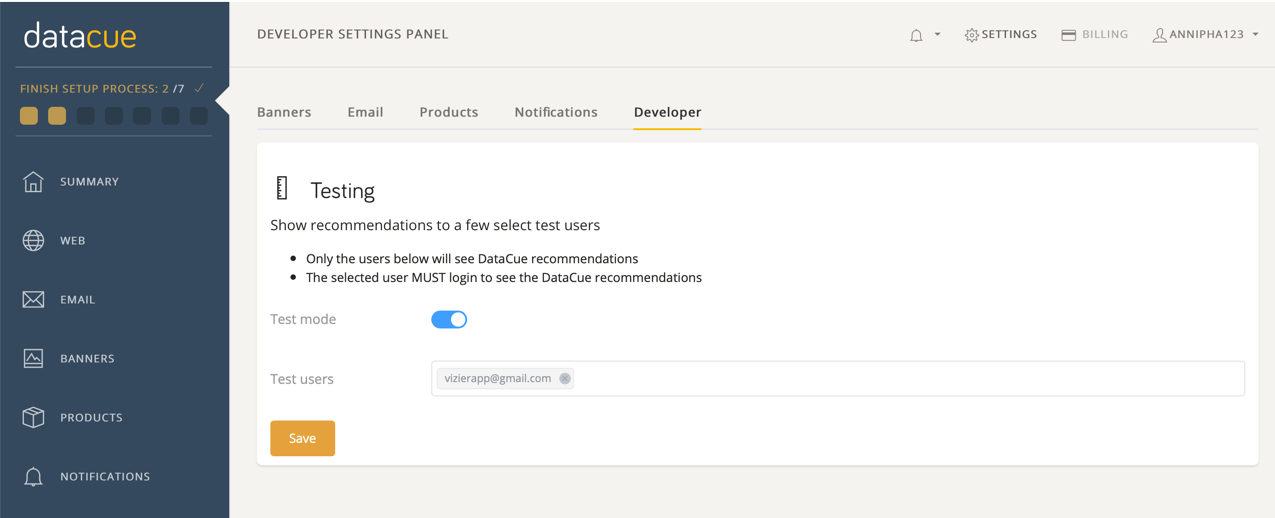 datacue
FINISH SETUP PROCESS: 2 /7
SUMMARY
WEB
EMAIL
BANNERS
PRODUCTS
NOTIFICATIONS
DEVELOPER SETTINGS PANEL
SETTINGS
BILLING
ANNIPHA123
Banners
Email
Products
Notifications
Developer
Testing
Show recommendations to a few select test users
Only the users below will see DataCue recommendations
The selected user MUST login to see the DataCue recommendations
Test mode
Test users
vizierapp@gmail.com
Save